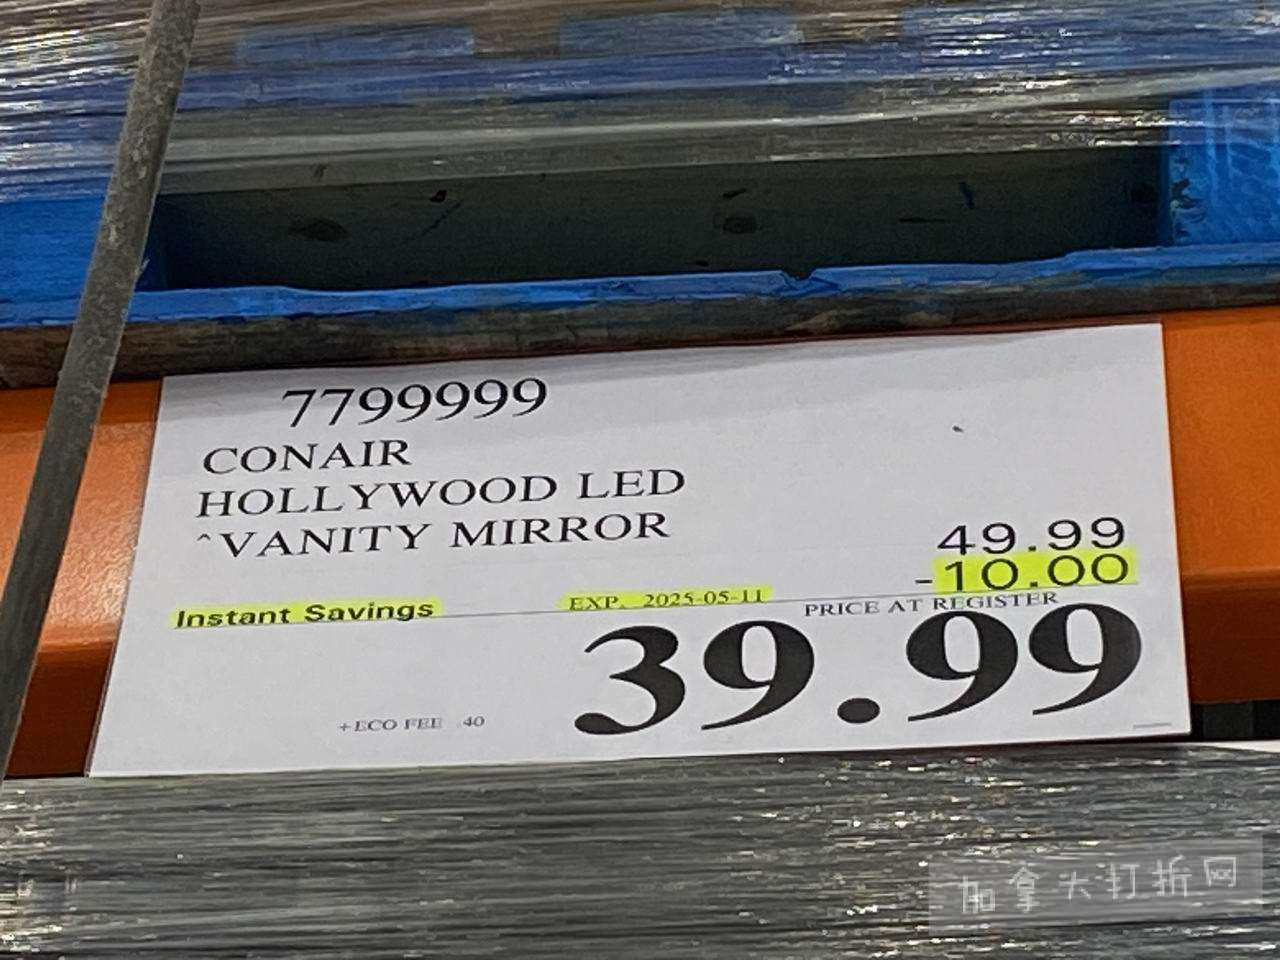 7799999
CONAIR
HOLLYWOOD LED
^VANITY MIRROR
49.99
-10.00
Instant Savings
EXP. 2025-05-11
PRICE AT REGISTER
39.99
+ECO FEE .40
加拿大打折网